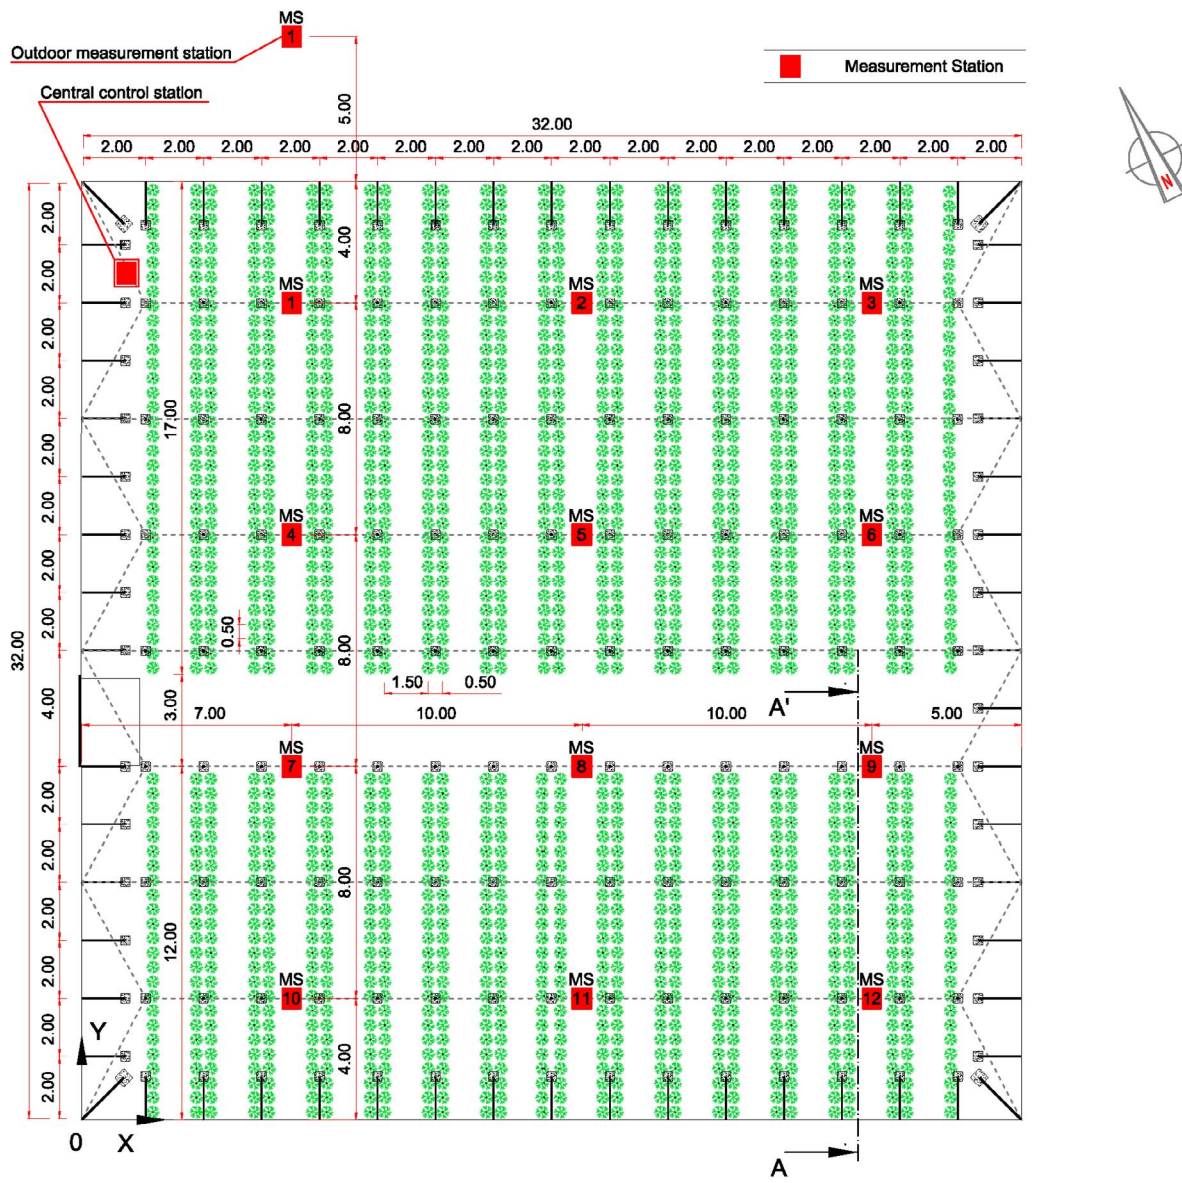 MS
1
Outdoor measurement station
Measurement Station
Central control station
5.00
32.00
2.00 2.00 2.00 2.00 2.00 2.00 2.00 2.00 2.00 2.00 2.00 2.00 2.00 2.00 2.00 2.00
N
2.00
4.00
2.00
MS MS MS
1 2 3
2.00
2.00
17.00
8.00
2.00
2.00
MS MS MS
4 5 6
2.00
0.50
2.00
8.00
32.00
1.50 0.50
4.00
3.00
A'
7.00 10.00 10.00 5.00
MS MS MS
7 8 9
2.00
2.00
8.00
2.00
12.00
MS MS MS
10 11 12
2.00
Y
2.00
4.00
2.00
0 X
A